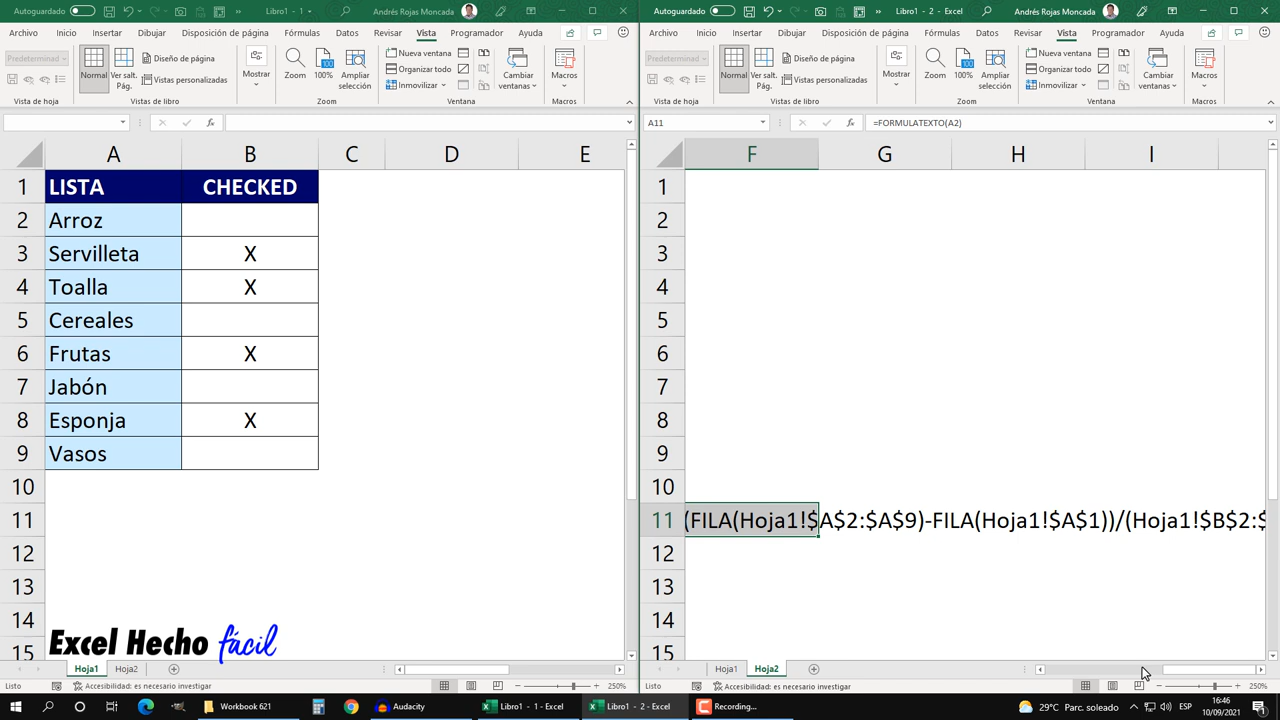 Autoguardado Libro1 - 1 - Andrés Rojas Moncada
Archivo Inicio Insertar Dibujar Disposición de página Fórmulas Datos Revisar Vista Programador Ayuda
Predeterminad
Normal
Ver salt. Pág.
Diseño de página
Vistas personalizadas
Mostrar
Zoom
100%
Ampliar selección
Nueva ventana
Organizar todo
Inmovilizar
Cambiar ventanas
Macros
Vista de hoja Vistas de libro Zoom Ventana Macros
A B C D E
1 LISTA CHECKED
2 Arroz
3 Servilleta X
4 Toalla X
5 Cereales
6 Frutas X
7 Jabón
8 Esponja X
9 Vasos
10
11
12
13
14
15
Excel Hecho fácil
Hoja1 Hoja2
Listo Accesibilidad: es necesario investigar 250%
Autoguardado Libro1 - 2 - Excel Andrés Rojas Moncada
Archivo Inicio Insertar Dibujar Disposición de página Fórmulas Datos Revisar Vista Programador Ayuda
Predeterminad
Normal
Ver salt. Pág.
Diseño de página
Vistas personalizadas
Mostrar
Zoom
100%
Ampliar selección
Nueva ventana
Organizar todo
Inmovilizar
Cambiar ventanas
Macros
Vista de hoja Vistas de libro Zoom Ventana Macros
A11 =FORMULATEXTO(A2)
F G H I
1
2
3
4
5
6
7
8
9
10
11 (FILA(Hoja1!$A$2:$A$9)-FILA(Hoja1!$A$1))/(Hoja1!$B$2:$
12
13
14
15
Hoja1 Hoja2
Listo Accesibilidad: es necesario investigar 250%
Workbook 621 Audacity Libro1 - 1 - Excel Libro1 - 2 - Excel Recording... 29°C Parc. soleado ESP 16:46
10/09/2021